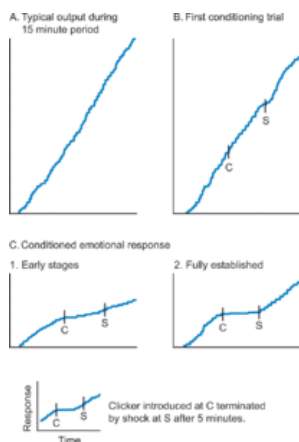 A. Typical output during
15 minute period
B. First conditioning trial
C
S
C. Conditioned emotional response
1. Early stages
2. Fully established
C
S
C
S
Response
C
S
Time
Clicker introduced at C terminated
by shock at S after 5 minutes.